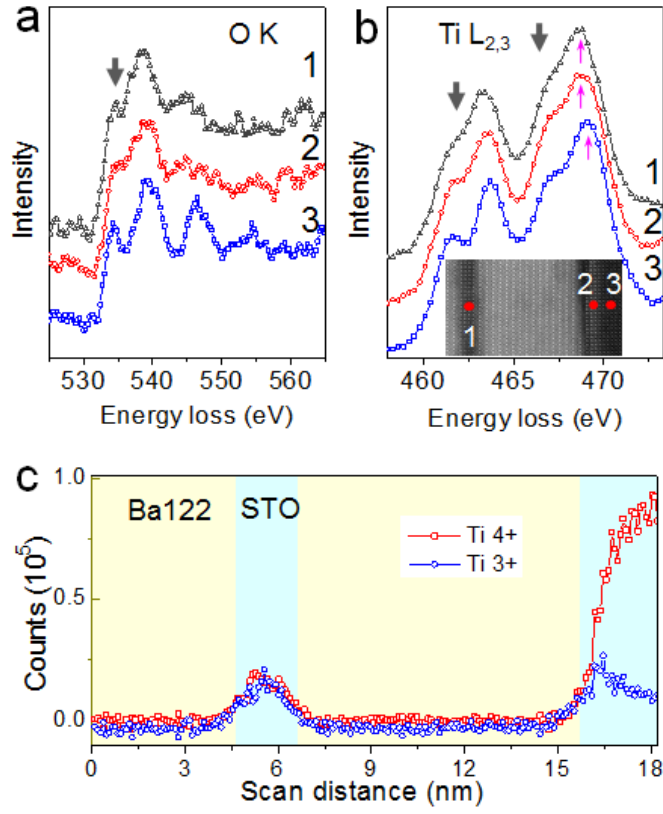 a
O K
1
2
3
Intensity
530 540 550 560
Energy loss (eV)
b
Ti L2,3
1
2
3
Intensity
1
2 3
460 465 470
Energy loss (eV)
c
1.0
0.5
0.0
Counts (10⁵)
Ba122 STO
Ti 4+
Ti 3+
0 3 6 9 12 15 18
Scan distance (nm)